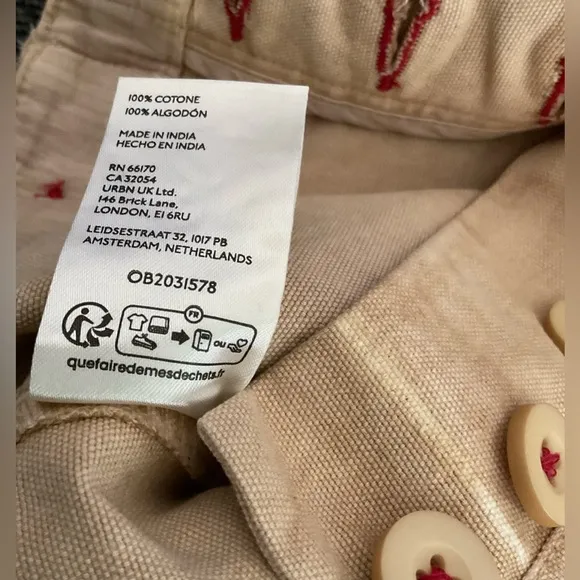 100% COTONE
100% ALGODÓN
MADE IN INDIA
HECHO EN INDIA
RN 66170
CA 32054
URBN UK Ltd.
146 Brick Lane,
LONDON, E1 6RU
LEIDSESTRAAT 32, 1017 PB
AMSTERDAM, NETHERLANDS
OB2031578
FR
OU
quefairedemesdechets.fr